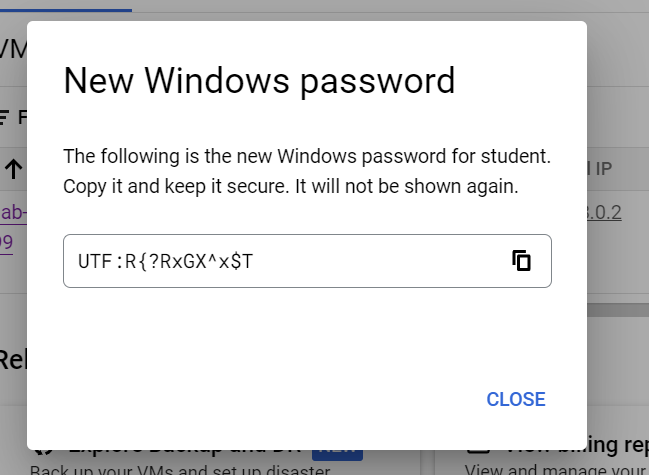 VM
New Windows password
F
The following is the new Windows password for student.
Copy it and keep it secure. It will not be shown again.
IP
ab-
.0.2
99
UTF:R{?RxGX^x$T
Rel
CLOSE
Explore Backup and DR NEW
View billing rep
Back up your VMs and set up disaster
View and manage your